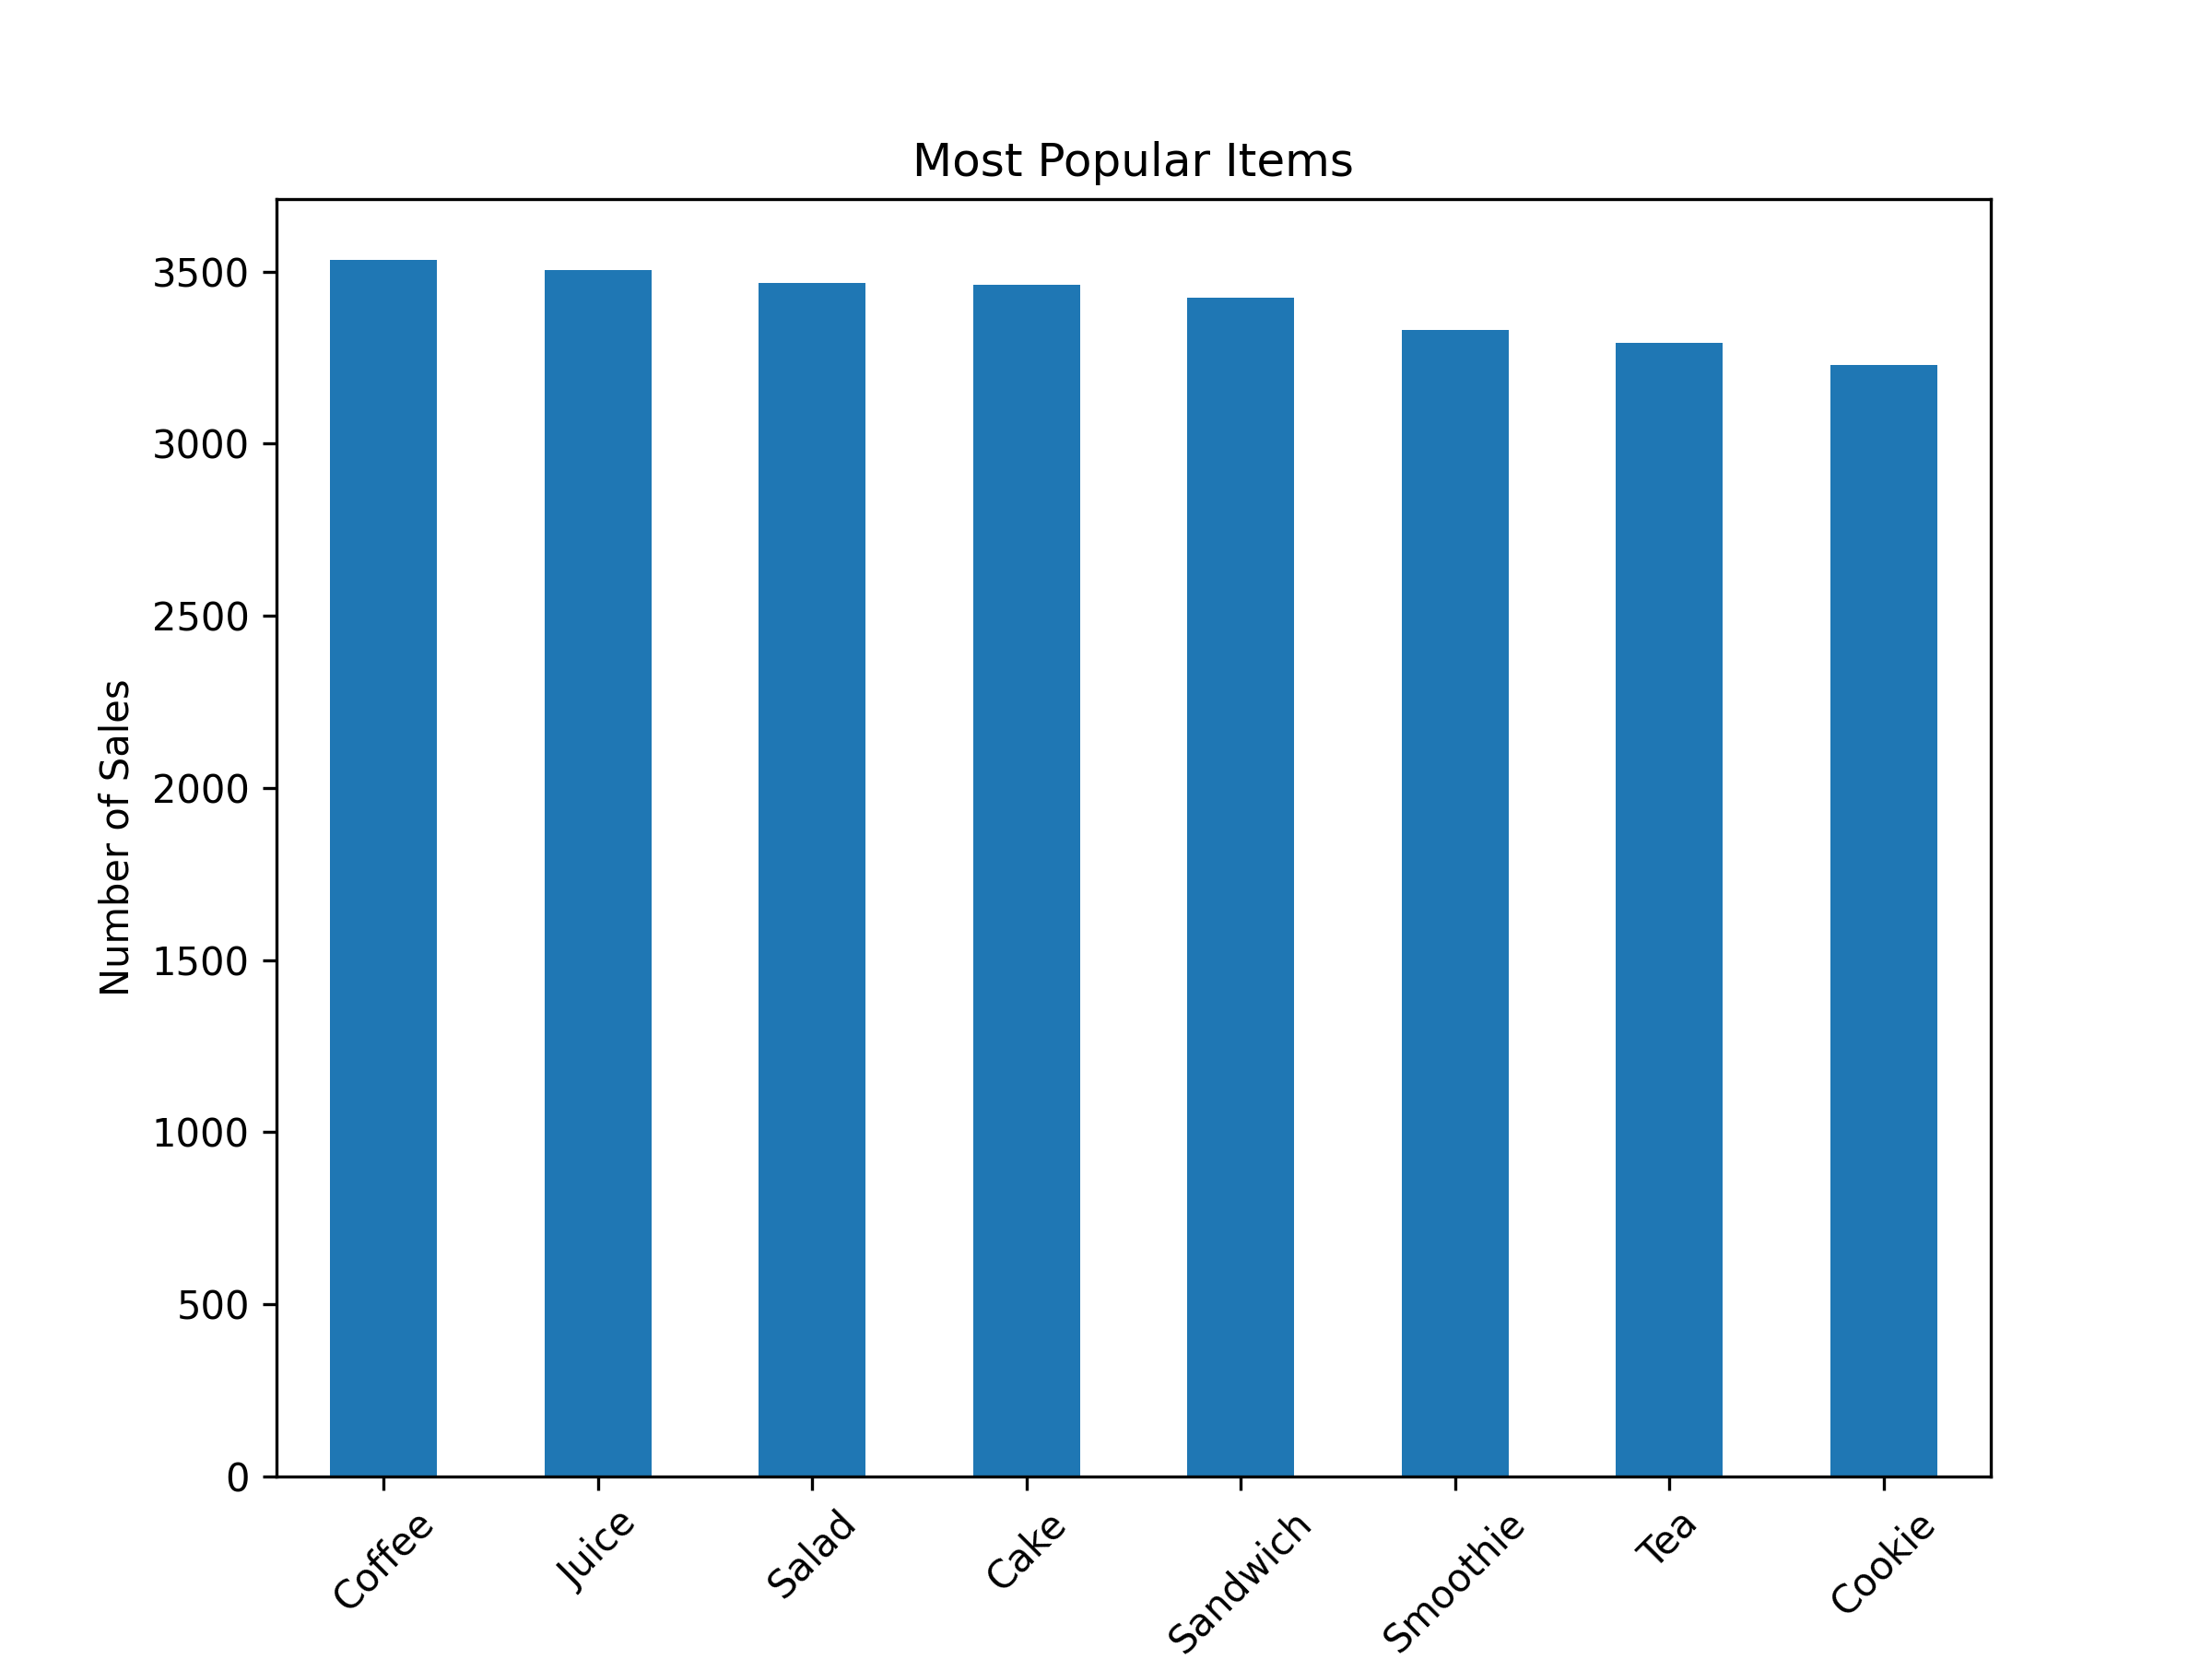 Most Popular Items
Number of Sales
3500
3000
2500
2000
1500
1000
500
0
Coffee
Juice
Salad
Cake
Sandwich
Smoothie
Tea
Cookie